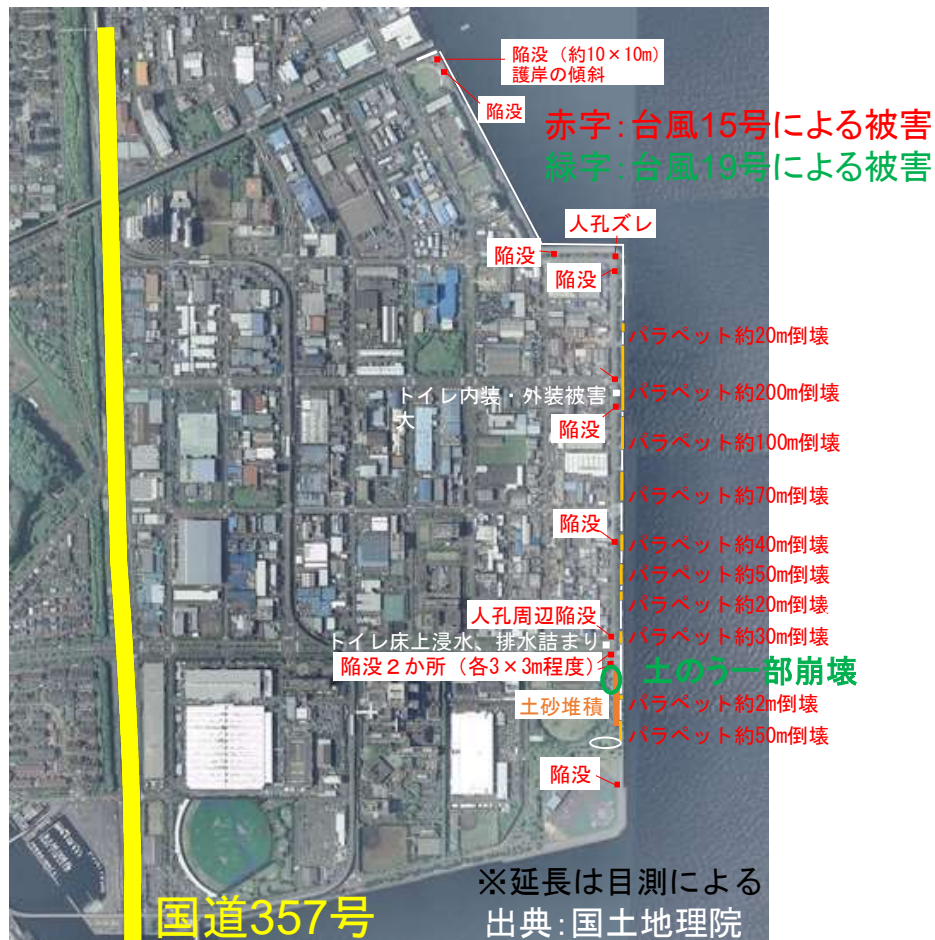 陥没（約10×10m）
護岸の傾斜
陥没
赤字：台風15号による被害
緑字：台風19号による被害
人孔ズレ
陥没
陥没
パラペット約20m倒壊
トイレ内装・外装被害
大
パラペット約200m倒壊
陥没
パラペット約100m倒壊
パラペット約70m倒壊
陥没
パラペット約40m倒壊
パラペット約50m倒壊
パラペット約20m倒壊
人孔周辺陥没
パラペット約30m倒壊
トイレ床上浸水、排水詰まり
陥没２か所（各3×3m程度）
土のう一部崩壊
土砂堆積
パラペット約2m倒壊
パラペット約50m倒壊
陥没
※延長は目測による
国道357号
出典：国土地理院